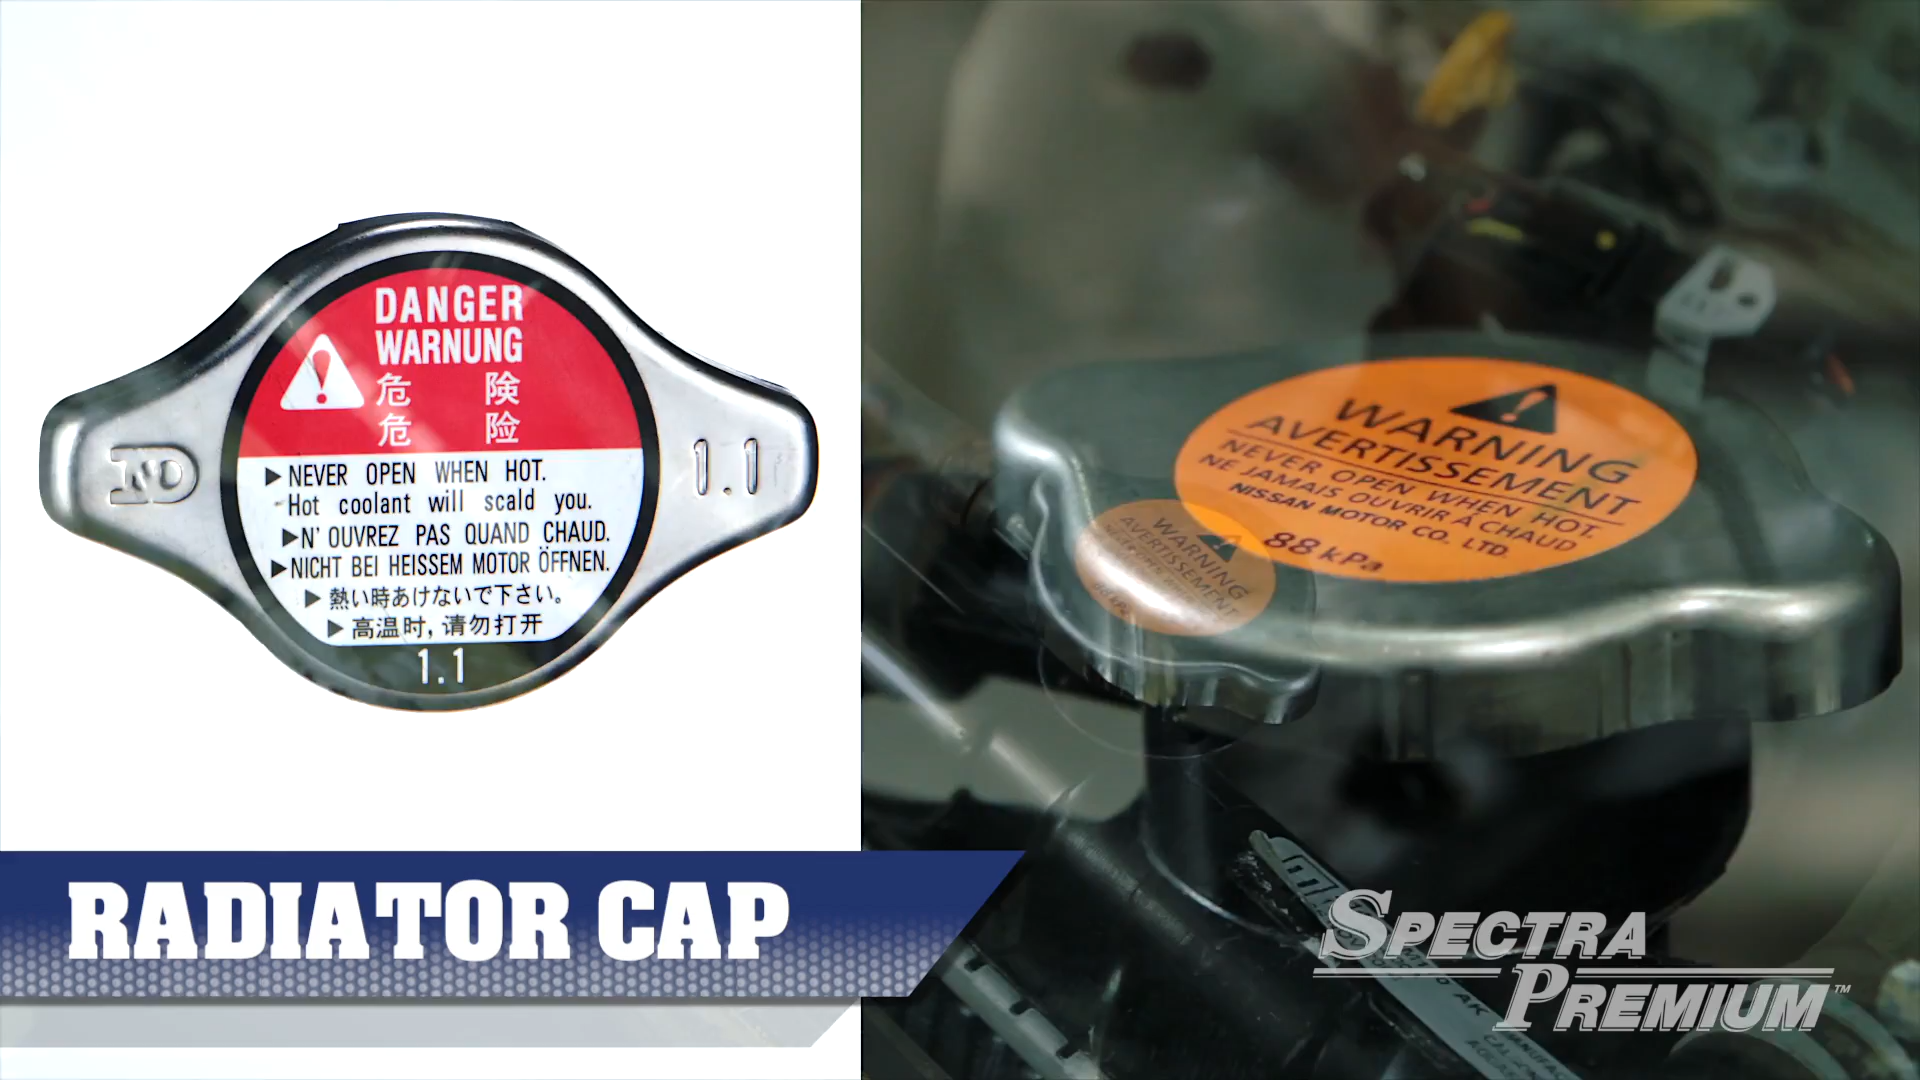 DANGER
WARNUNG
危 険
危 险
▶NEVER OPEN WHEN HOT.
Hot coolant will scald you.
▶N' OUVREZ PAS QUAND CHAUD.
▶NICHT BEI HEISSEM MOTOR ÖFFNEN.
▶熱い時あけないで下さい。
▶高温时, 请勿打开
1.1
1.1
WARNING
AVERTISSEMENT
NEVER OPEN WHEN HOT.
NE JAMAIS OUVRIR À CHAUD
NISSAN MOTOR CO. LTD.
88 kPa
WARNING
AVERTISSEMENT
RADIATOR CAP
SPECTRA
PREMIUM™